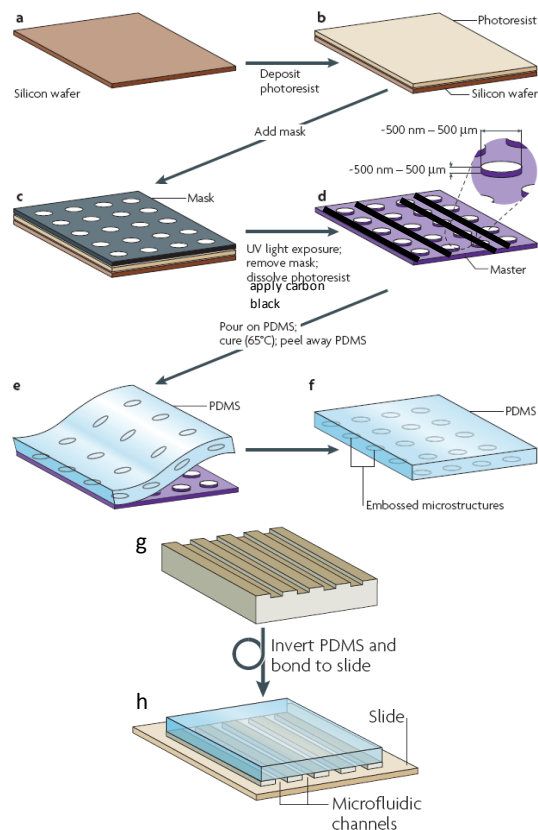 a
b
Photoresist
Deposit
photoresist
Silicon wafer
Silicon wafer
Add mask
-500 nm – 500 µm
-500 nm – 500 µm
c
Mask
d
UV light exposure;
remove mask;
dissolve photoresist
apply carbon
black
Master
Pour on PDMS;
cure (65°C); peel away PDMS
e
PDMS
f
PDMS
Embossed microstructures
g
Invert PDMS and
bond to slide
h
Slide
Microfluidic
channels